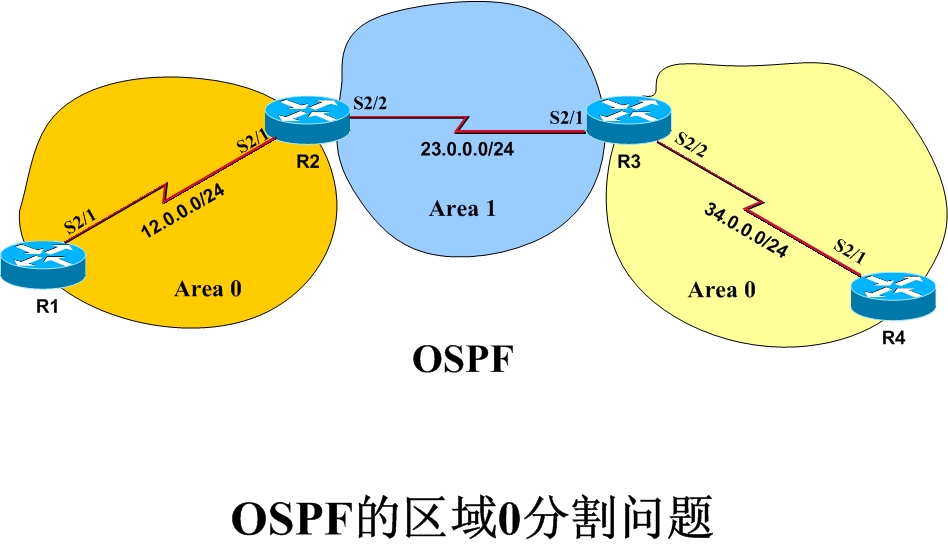 S2/2
S2/1
R2
23.0.0.0/24
S2/1
R3
S2/2
Area 1
S2/1
12.0.0.0/24
34.0.0.0/24
S2/1
R1
Area 0
Area 0
R4
OSPF
OSPF的区域0分割问题